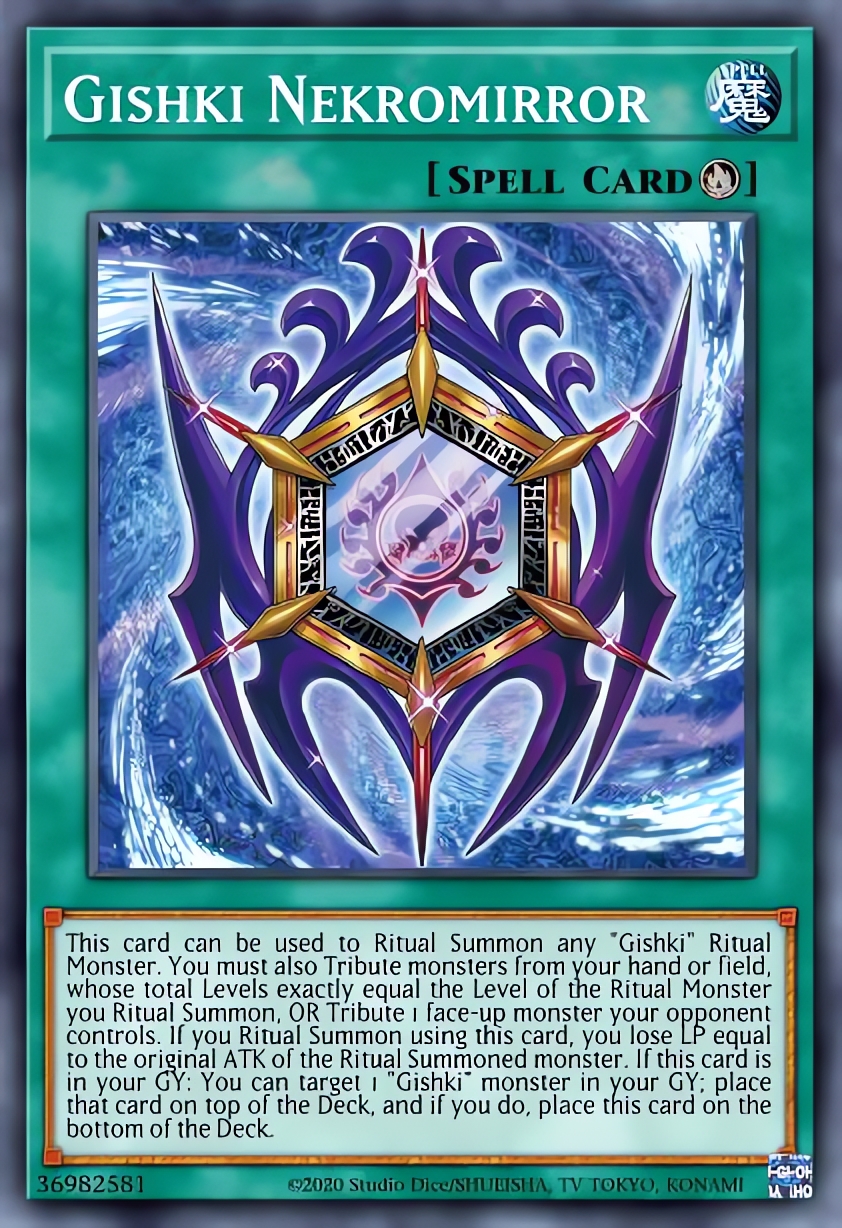 GISHKI NEKROMIRROR
魔
[SPELL CARD]
This card can be used to Ritual Summon any "Gishki" Ritual
Monster. You must also Tribute monsters from your hand or field,
whose total Levels exactly equal the Level of the Ritual Monster
you Ritual Summon, OR Tribute 1 face-up monster your opponent
controls. If you Ritual Summon using this card, you lose LP equal
to the original ATK of the Ritual Summoned monster. If this card is
in your GY: You can target 1 "Gishki" monster in your GY; place
that card on top of the Deck, and if you do, place this card on the
bottom of the Deck.
36982581 ©2020 Studio Dice/SHUEISHA, TV TOKYO, KONAMI